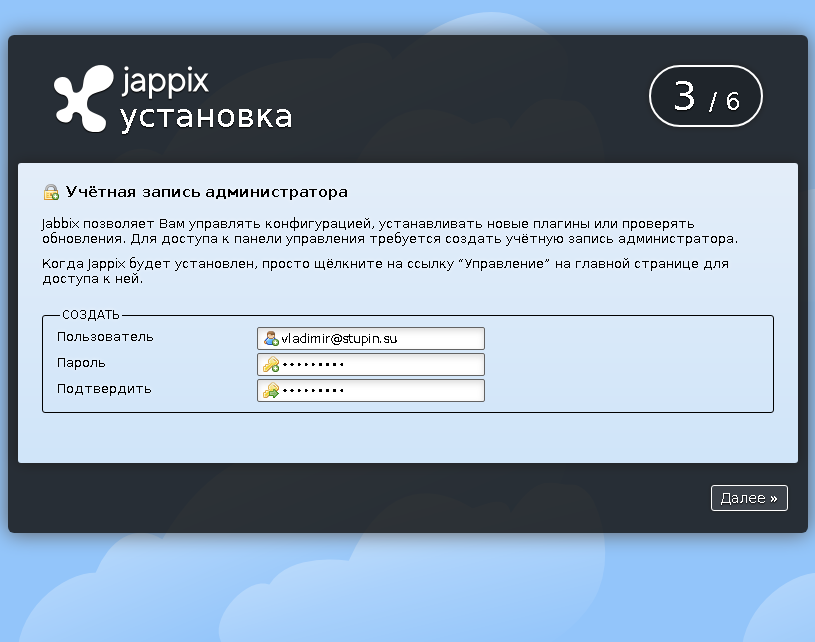 jappix
установка
3 / 6
Учётная запись администратора
Jabbix позволяет Вам управлять конфигурацией, устанавливать новые плагины или проверять
обновления. Для доступа к панели управления требуется создать учётную запись администратора.
Когда Jappix будет установлен, просто щёлкните на ссылку “Управление” на главной странице для
доступа к ней.
СОЗДАТЬ
Пользователь vladimir@stupin.su
Пароль •••••••••
Подтвердить •••••••••
Далее »